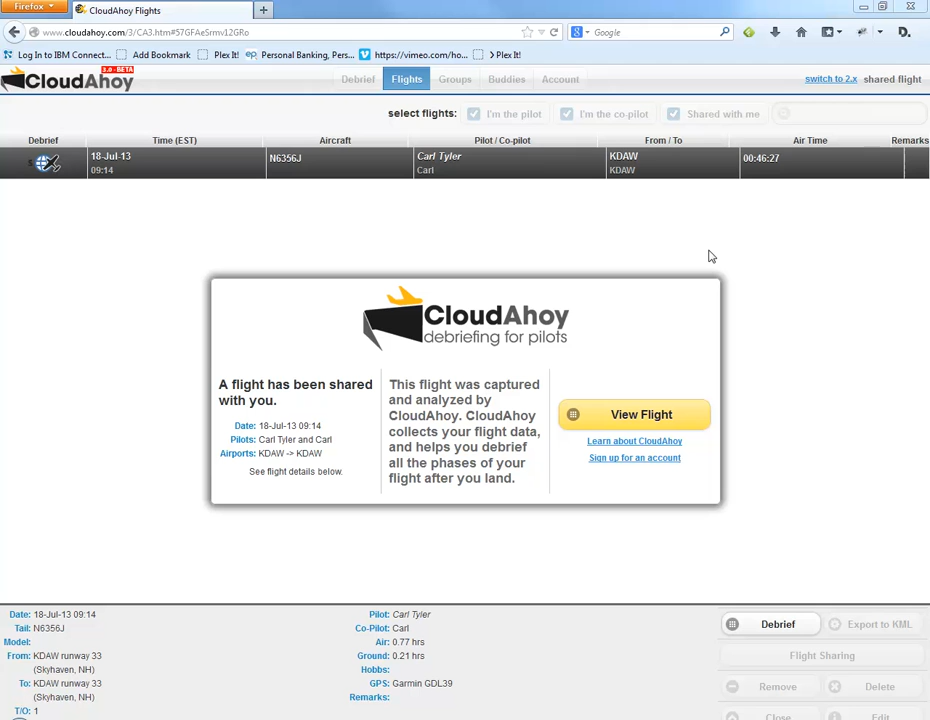 Firefox
CloudAhoy Flights
www.cloudahoy.com/3/CA3.htm#57GFAeSrmv12GRo
Google
Log In to IBM Connect...
Add Bookmark
Plex It!
Personal Banking, Pers...
https://vimeo.com/ho...
> Plex It!
3.0 - BETA
CloudAhoy
Debrief
Flights
Groups
Buddies
Account
switch to 2.x
shared flight
select flights:
I'm the pilot
I'm the co-pilot
Shared with me
Debrief
Time (EST)
Aircraft
Pilot / Co-pilot
From / To
Air Time
Remarks
18-Jul-13
09:14
N6356J
Carl Tyler
Carl
KDAW
KDAW
00:46:27
CloudAhoy
debriefing for pilots
A flight has been shared
with you.
Date: 18-Jul-13 09:14
Pilots: Carl Tyler and Carl
Airports: KDAW -> KDAW
See flight details below.
This flight was captured
and analyzed by
CloudAhoy. CloudAhoy
collects your flight data,
and helps you debrief
all the phases of your
flight after you land.
View Flight
Learn about CloudAhoy
Sign up for an account
Date: 18-Jul-13 09:14
Tail: N6356J
Model:
From: KDAW runway 33
(Skyhaven, NH)
To: KDAW runway 33
(Skyhaven, NH)
T/O: 1
Pilot: Carl Tyler
Co-Pilot: Carl
Air: 0.77 hrs
Ground: 0.21 hrs
Hobbs:
GPS: Garmin GDL39
Remarks:
Debrief
Export to KML
Flight Sharing
Remove
Delete
Close
Edit